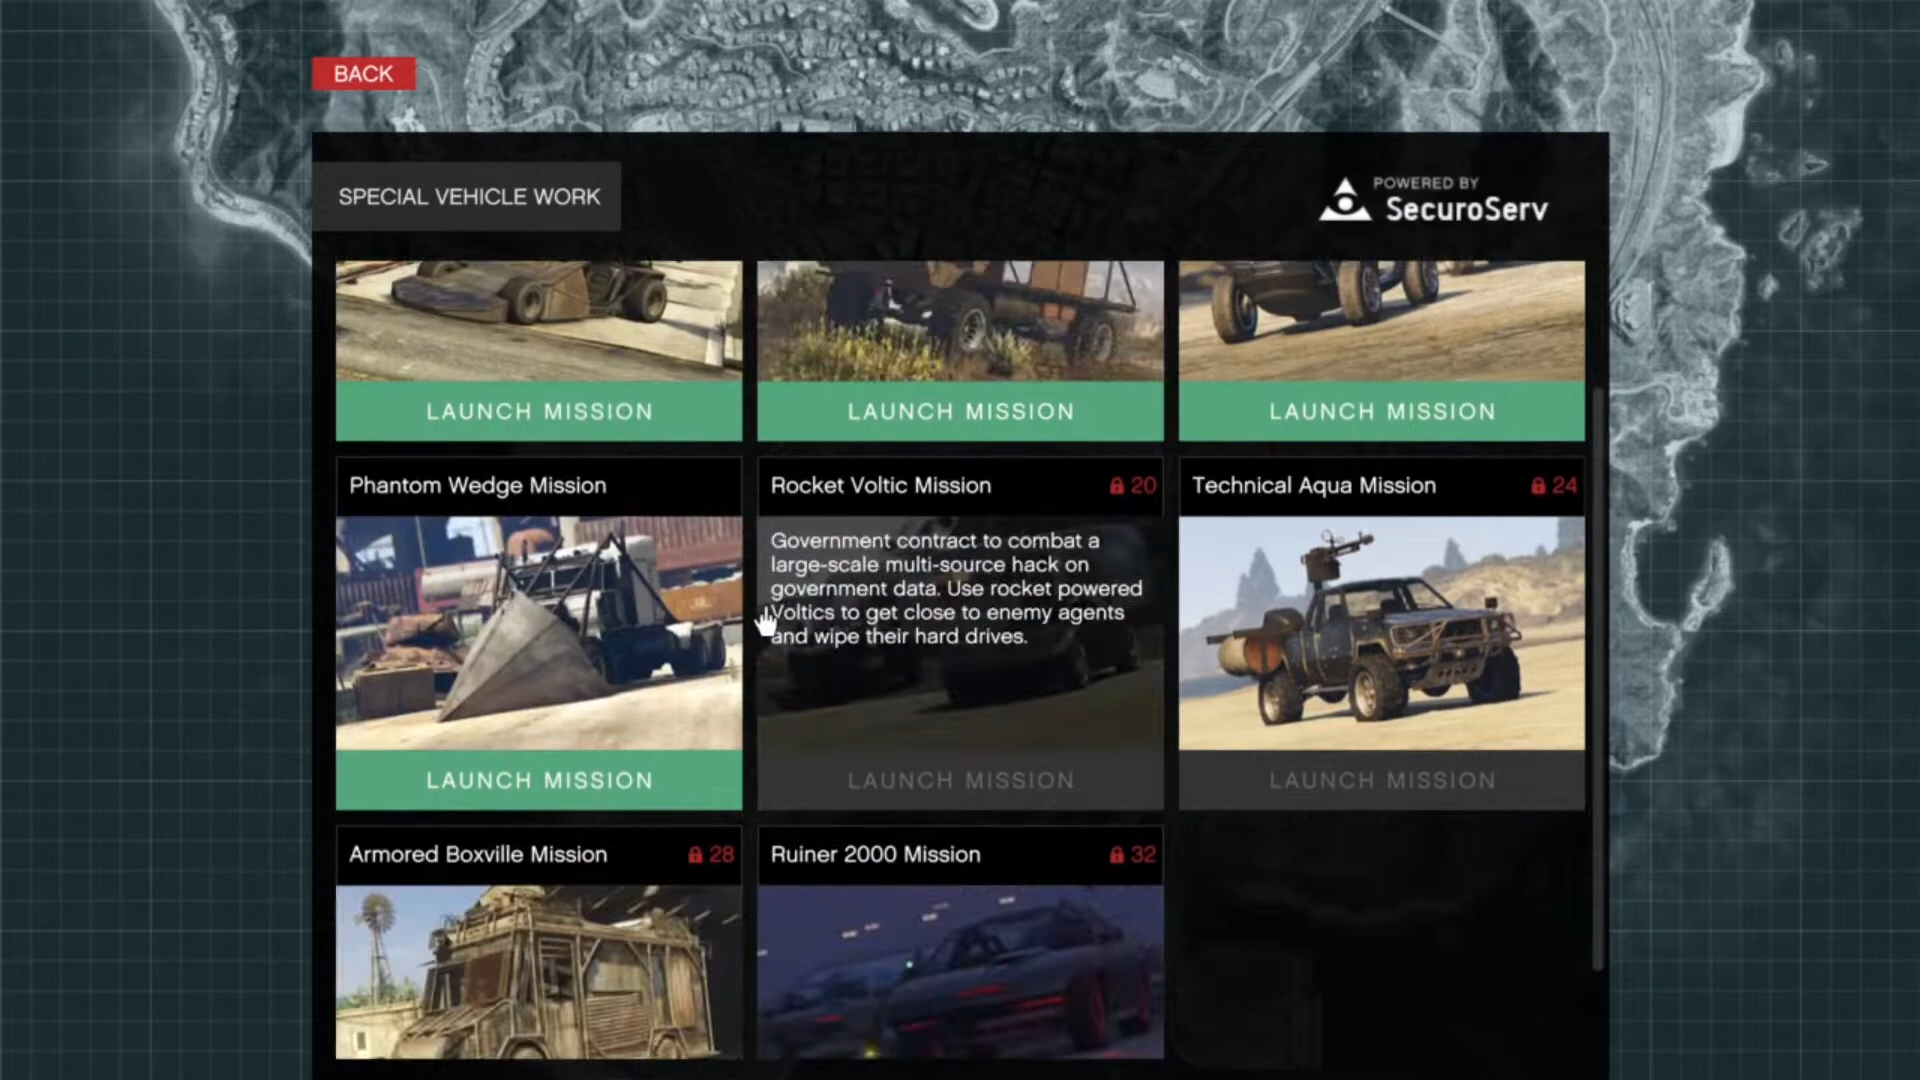 BACK
SPECIAL VEHICLE WORK
POWERED BY
SecuroServ
LAUNCH MISSION
LAUNCH MISSION
LAUNCH MISSION
Phantom Wedge Mission
Rocket Voltic Mission 20
Technical Aqua Mission 24
Government contract to combat a
large-scale multi-source hack on
government data. Use rocket powered
Voltics to get close to enemy agents
and wipe their hard drives.
LAUNCH MISSION
LAUNCH MISSION
LAUNCH MISSION
Armored Boxville Mission 28
Ruiner 2000 Mission 32